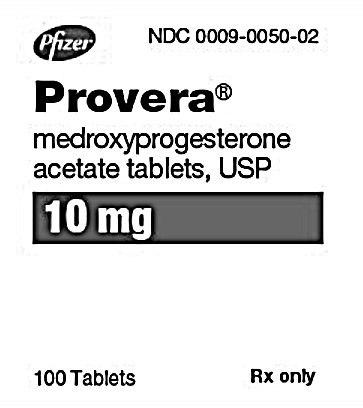 Pfizer
NDC 0009-0050-02
Provera®
medroxyprogesterone
acetate tablets, USP
10 mg
100 Tablets
Rx only